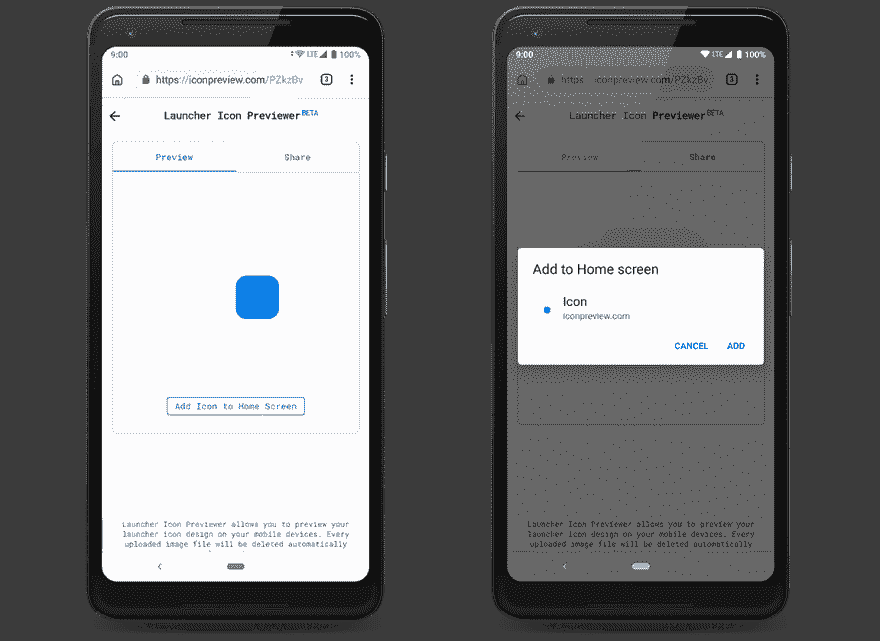 9:00 LTE 100%
https://iconpreview.com/PZkzBv 3
Launcher Icon Previewer BETA
Preview Share
Add Icon to Home Screen
Launcher Icon Previewer allows you to preview your
launcher icon design on your mobile devices. Every
uploaded image file will be deleted automatically
9:00 LTE 100%
https iconpreview.com/PZkzBv 3
Launcher Icon Previewer BETA
Preview Share
Add to Home screen
Icon
iconpreview.com
CANCEL ADD
Launcher Icon Previewer allows you to preview your
launcher icon design on your mobile devices. Every
uploaded image file will be deleted automatically